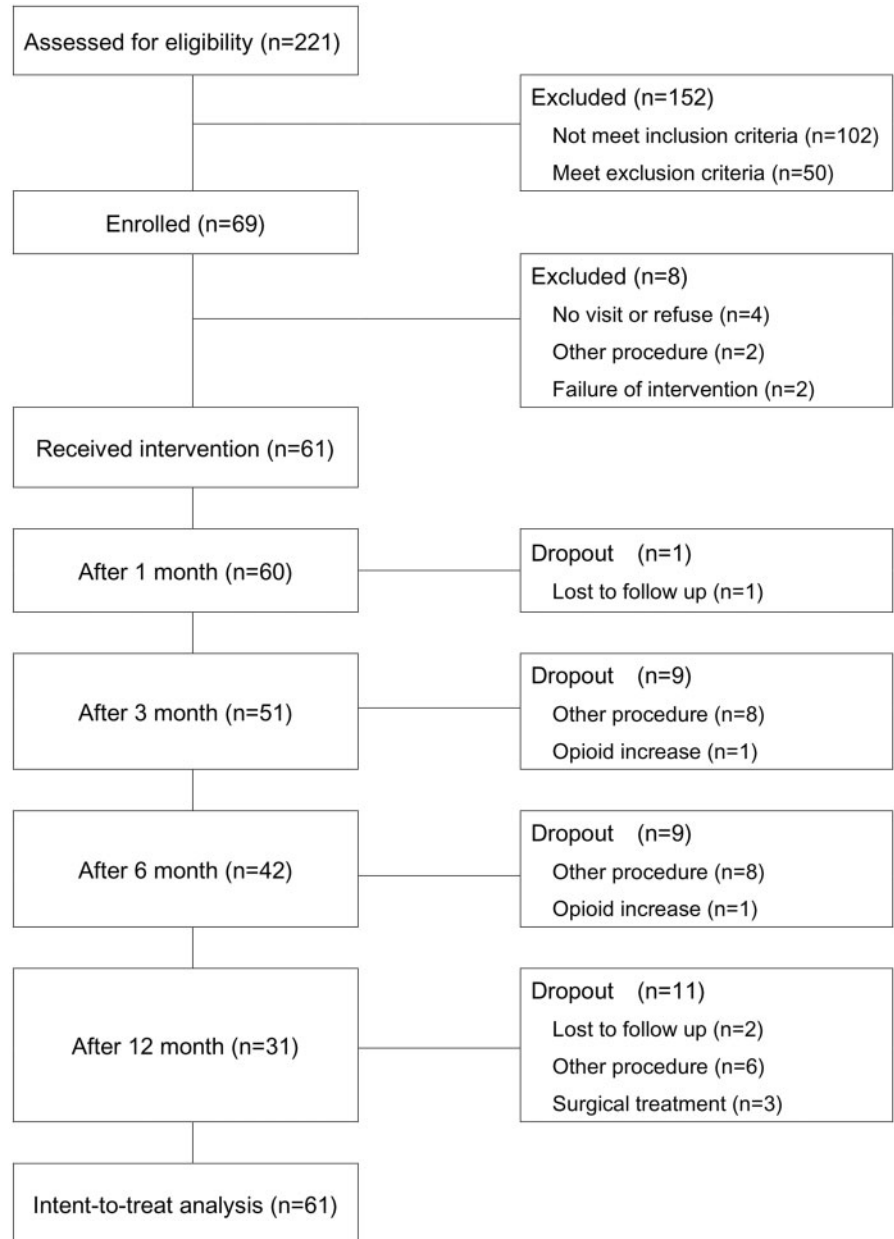 Assessed for eligibility (n=221)
Excluded (n=152)
Not meet inclusion criteria (n=102)
Meet exclusion criteria (n=50)
Enrolled (n=69)
Excluded (n=8)
No visit or refuse (n=4)
Other procedure (n=2)
Failure of intervention (n=2)
Received intervention (n=61)
After 1 month (n=60)
Dropout (n=1)
Lost to follow up (n=1)
After 3 month (n=51)
Dropout (n=9)
Other procedure (n=8)
Opioid increase (n=1)
After 6 month (n=42)
Dropout (n=9)
Other procedure (n=8)
Opioid increase (n=1)
After 12 month (n=31)
Dropout (n=11)
Lost to follow up (n=2)
Other procedure (n=6)
Surgical treatment (n=3)
Intent-to-treat analysis (n=61)